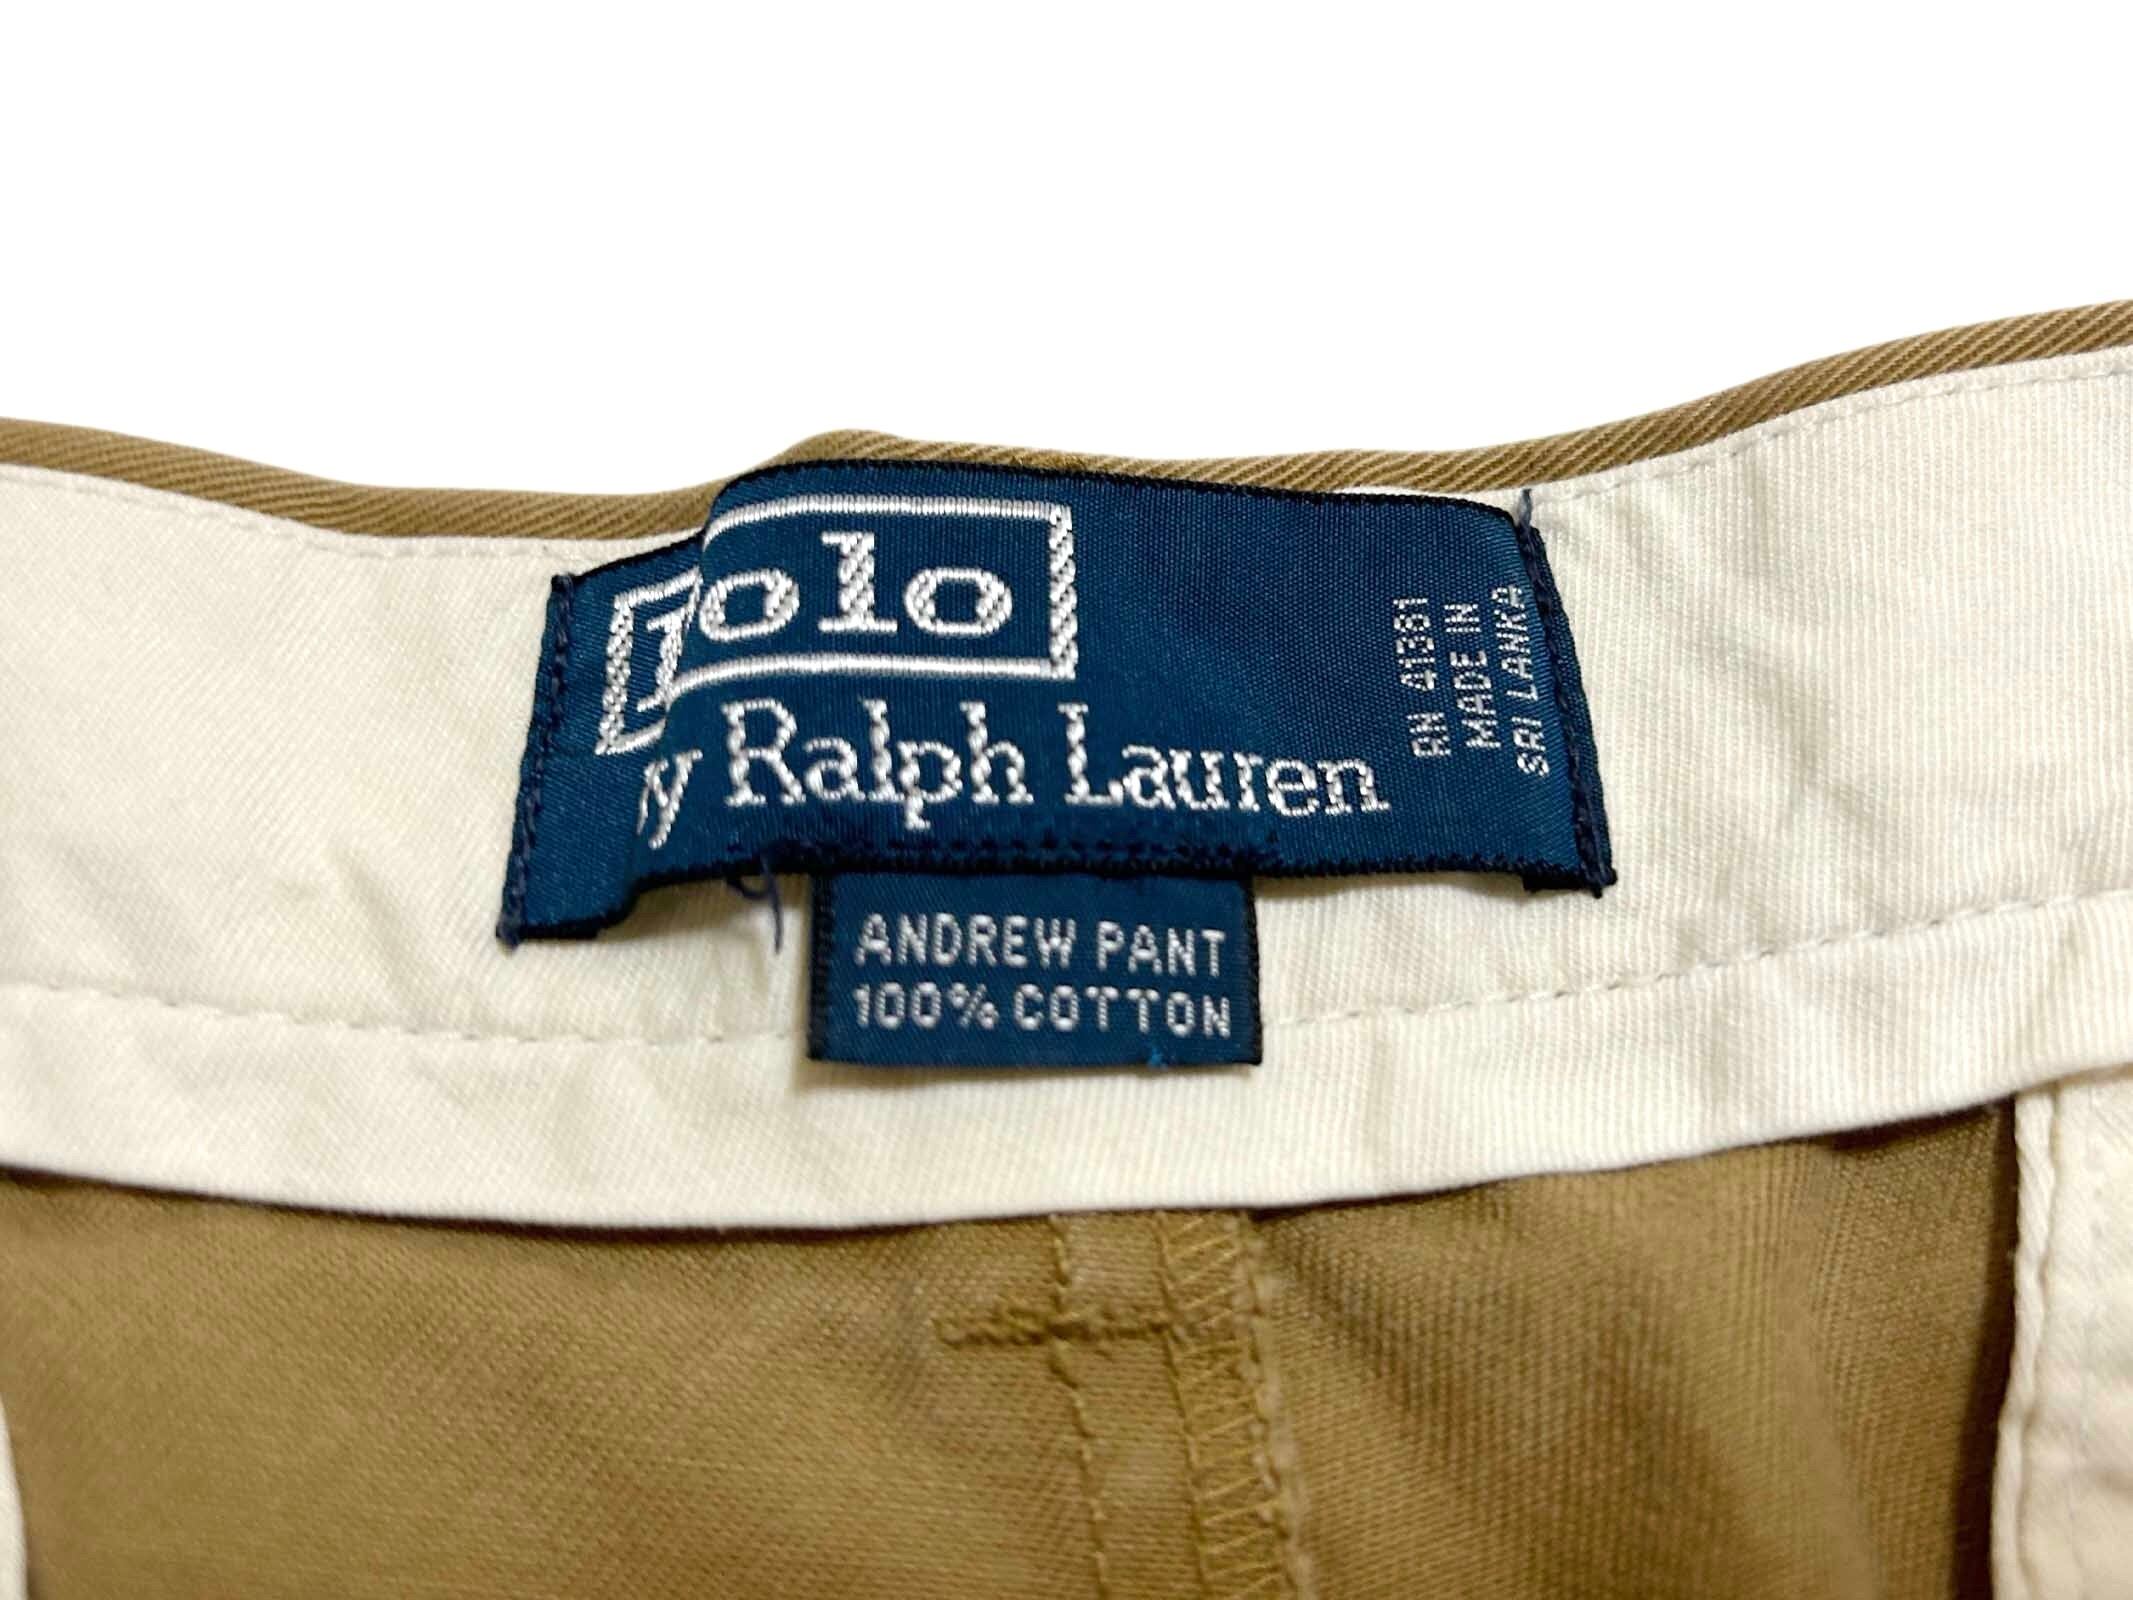 Polo
by Ralph Lauren
RN 41381
MADE IN
SRI LANKA
ANDREW PANT
100% COTTON